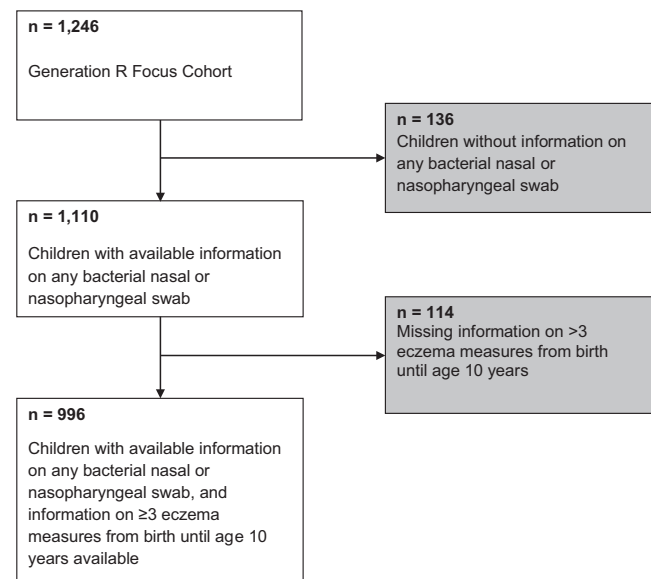 n = 1,246
Generation R Focus Cohort
n = 136
Children without information on
any bacterial nasal or
nasopharyngeal swab
n = 1,110
Children with available information
on any bacterial nasal or
nasopharyngeal swab
n = 114
Missing information on >3
eczema measures from birth
until age 10 years
n = 996
Children with available information
on any bacterial nasal or
nasopharyngeal swab, and
information on ≥3 eczema
measures from birth until age 10
years available